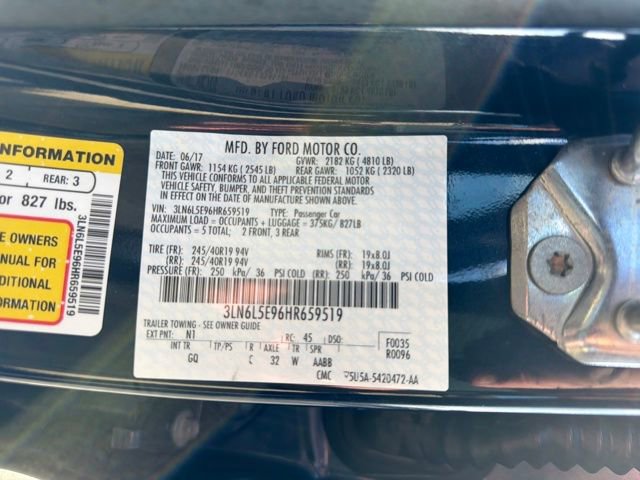 INFORMATION
2 REAR: 3
or 827 lbs.
E OWNERS
ANUAL FOR
DDITIONAL
ORMATION
3LN6L5E96HR659519
MFD. BY FORD MOTOR CO.
DATE: 06/17 GVWR: 2182 KG ( 4810 LB)
FRONT GAWR: 1154 KG ( 2545 LB) REAR GAWR: 1052 KG ( 2320 LB)
THIS VEHICLE CONFORMS TO ALL APPLICABLE FEDERAL MOTOR
VEHICLE SAFETY, BUMPER, AND THEFT PREVENTION STANDARDS
IN EFFECT ON THE DATE OF MANUFACTURE SHOWN ABOVE.
VIN: 3LN6L5E96HR659519 TYPE: Passenger Car
MAXIMUM LOAD = OCCUPANTS + LUGGAGE = 375KG/ 827LB
OCCUPANTS = 5 TOTAL: 2 FRONT, 3 REAR
TIRE (FR): 245/40R19 94V RIMS (FR): 19x8.0J
(RR): 245/40R19 94V (RR): 19x8.0J
PRESSURE (FR): 250 kPa/ 36 PSI COLD (RR): 250 kPa/ 36 PSI COLD
3LN6L5E96HR659519
TRAILER TOWING - SEE OWNER GUIDE
EXT PNT: N1 RC: 45 DSO: F0035
INT TR TP/PS R AXLE TR SPR R0096
GQ C 32 W AABB
CMC 5U5A-5420472-AA